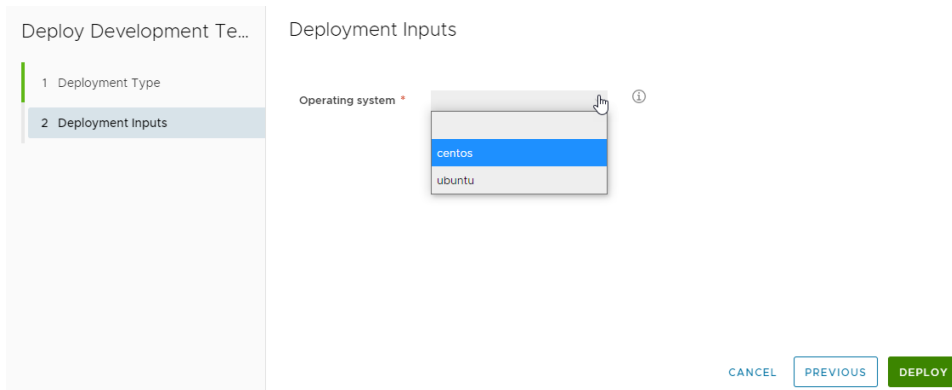 Deploy Development Te...
1 Deployment Type
2 Deployment Inputs
Deployment Inputs
Operating system *
centos
ubuntu
CANCEL
PREVIOUS
DEPLOY